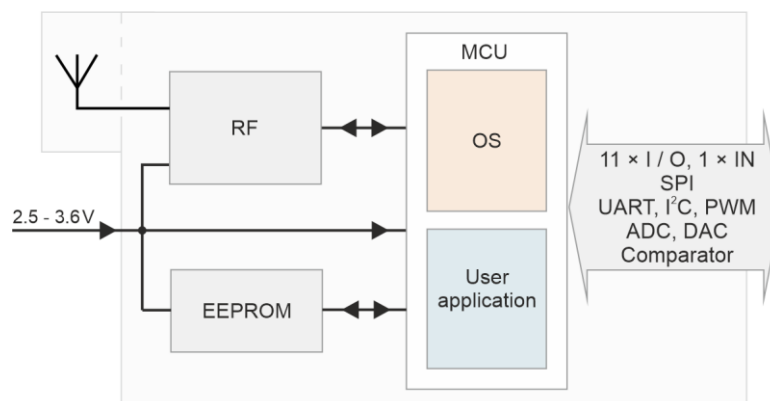 MCU
RF
OS
11 × I / O, 1 × IN
SPI
UART, I²C, PWM
ADC, DAC
Comparator
2.5 - 3.6 V
User
application
EEPROM